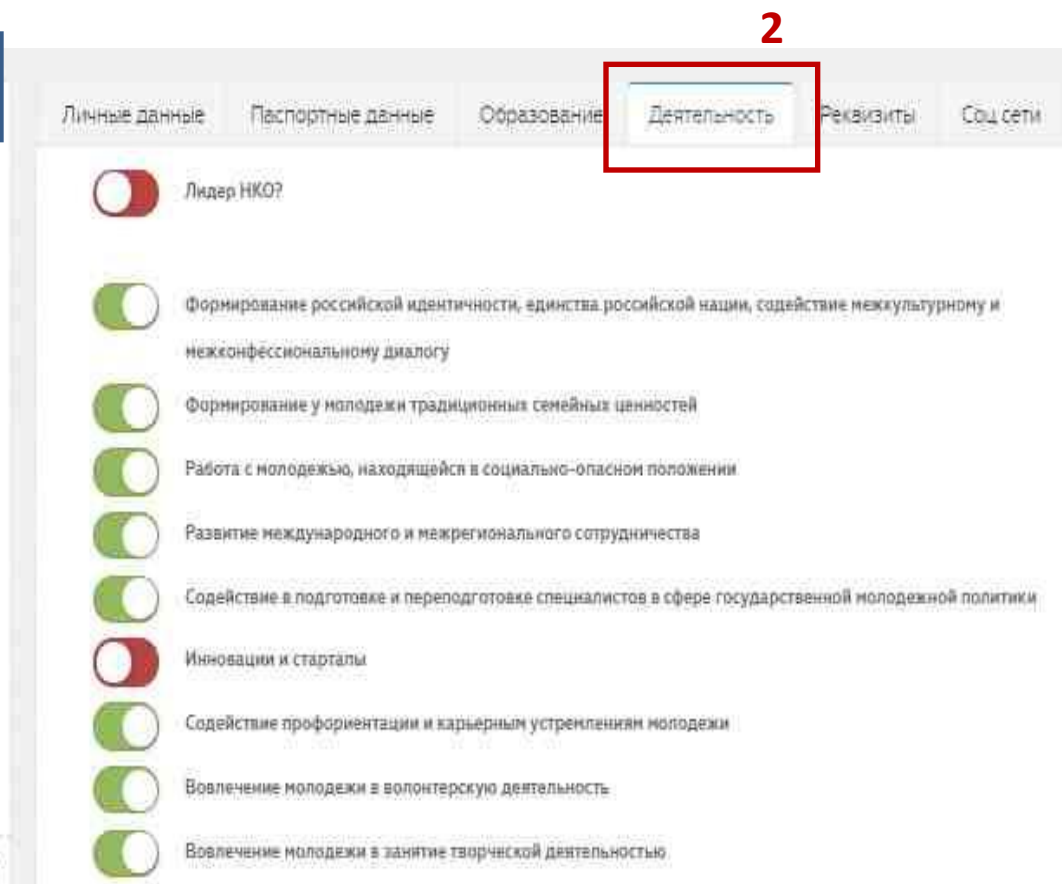 2
Личные данные Паспортные данные Образование Деятельность Реквизиты Соц сети
Лидер НКО?
Формирование российской идентичности, единства российской нации, содействие межкультурному и
межконфессиональному диалогу
Формирование у молодежи традиционных семейных ценностей
Работа с молодежью, находящейся в социально-опасном положении
Развитие международного и межрегионального сотрудничества
Содействие в подготовке и переподготовке специалистов в сфере государственной молодежной политики
Инновации и стартапы
Содействие профориентации и карьерным устремлениям молодежи
Вовлечение молодежи в волонтерскую деятельность
Вовлечение молодежи в занятие творческой деятельностью